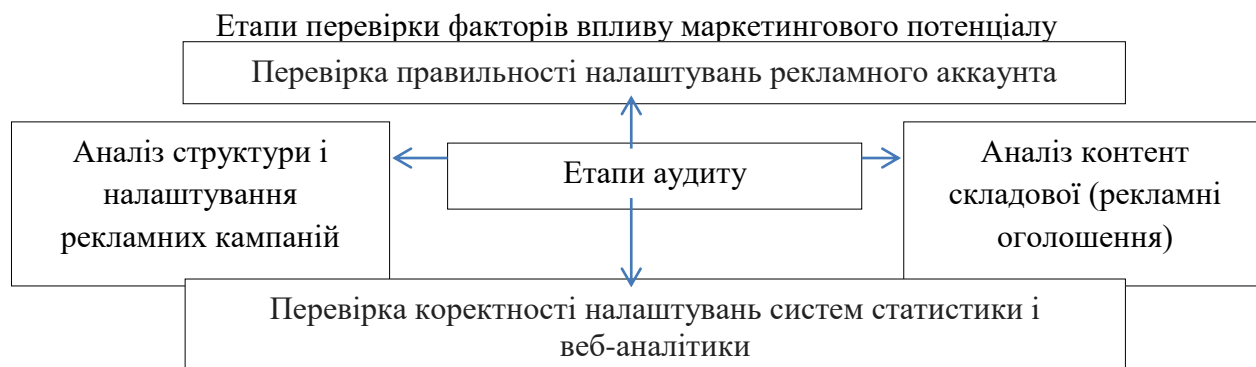 Етапи перевірки факторів впливу маркетингового потенціалу
Перевірка правильності налаштувань рекламного аккаунта
Аналіз структури і
налаштування
рекламних кампаній
Етапи аудиту
Аналіз контент
складової (рекламні
оголошення)
Перевірка коректності налаштувань систем статистики і
веб-аналітики